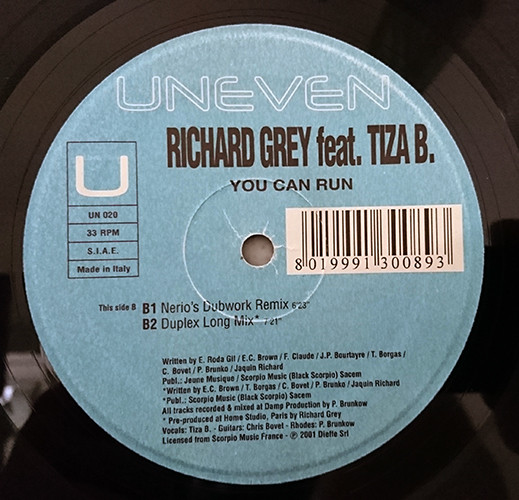 UNEVEN
RICHARD GREY feat. TIZA B.
YOU CAN RUN
U
UN 020
33 RPM
S.I.A.E.
Made in Italy
8 019991 300893
This side B B1 Nerio's Dubwork Remix 6'23"
B2 Duplex Long Mix* 7'21"
Written by E. Roda Gil / E.C. Brown / F. Claude / J.P. Bourtayre / T. Borgas /
C. Bovet / P. Brunko / Jaquin Richard
Publ.: Jeune Musique / Scorpio Music (Black Scorpio) Sacem
*Written by E.C. Brown / T. Borgas / C. Bovet / P. Brunko / Jaquin Richard
*Publ.: Scorpio Music (Black Scorpio) Sacem
All tracks recorded & mixed at Damp Production by P. Brunkow
* Pre-produced at Home Studio, Paris by Richard Grey
Vocals: Tiza B. - Guitars: Chris Bovet - Rhodes: P. Brunkow
Licensed from Scorpio Music France - ℗ 2001 Dieffe Srl